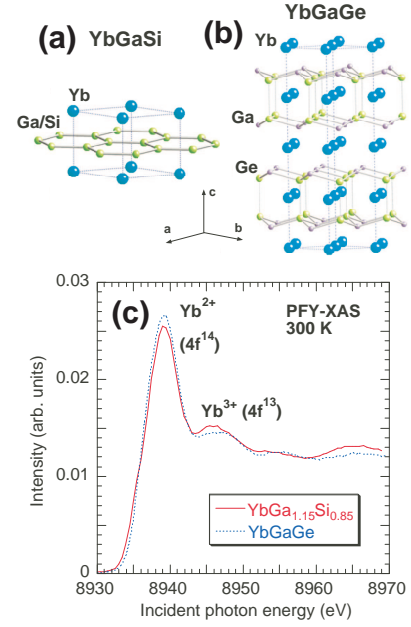 (a) YbGaSi
(b) YbGaGe
Yb
Ga/Si
Yb
Ga
Ge
c
a
b
(c)
Yb²⁺
(4f¹⁴)
Yb³⁺ (4f¹³)
PFY-XAS
300 K
YbGa₁.₁₅Si₀.₈₅
YbGaGe
Intensity (arb. units)
0.03
0.02
0.01
0
8930 8940 8950 8960 8970
Incident photon energy (eV)